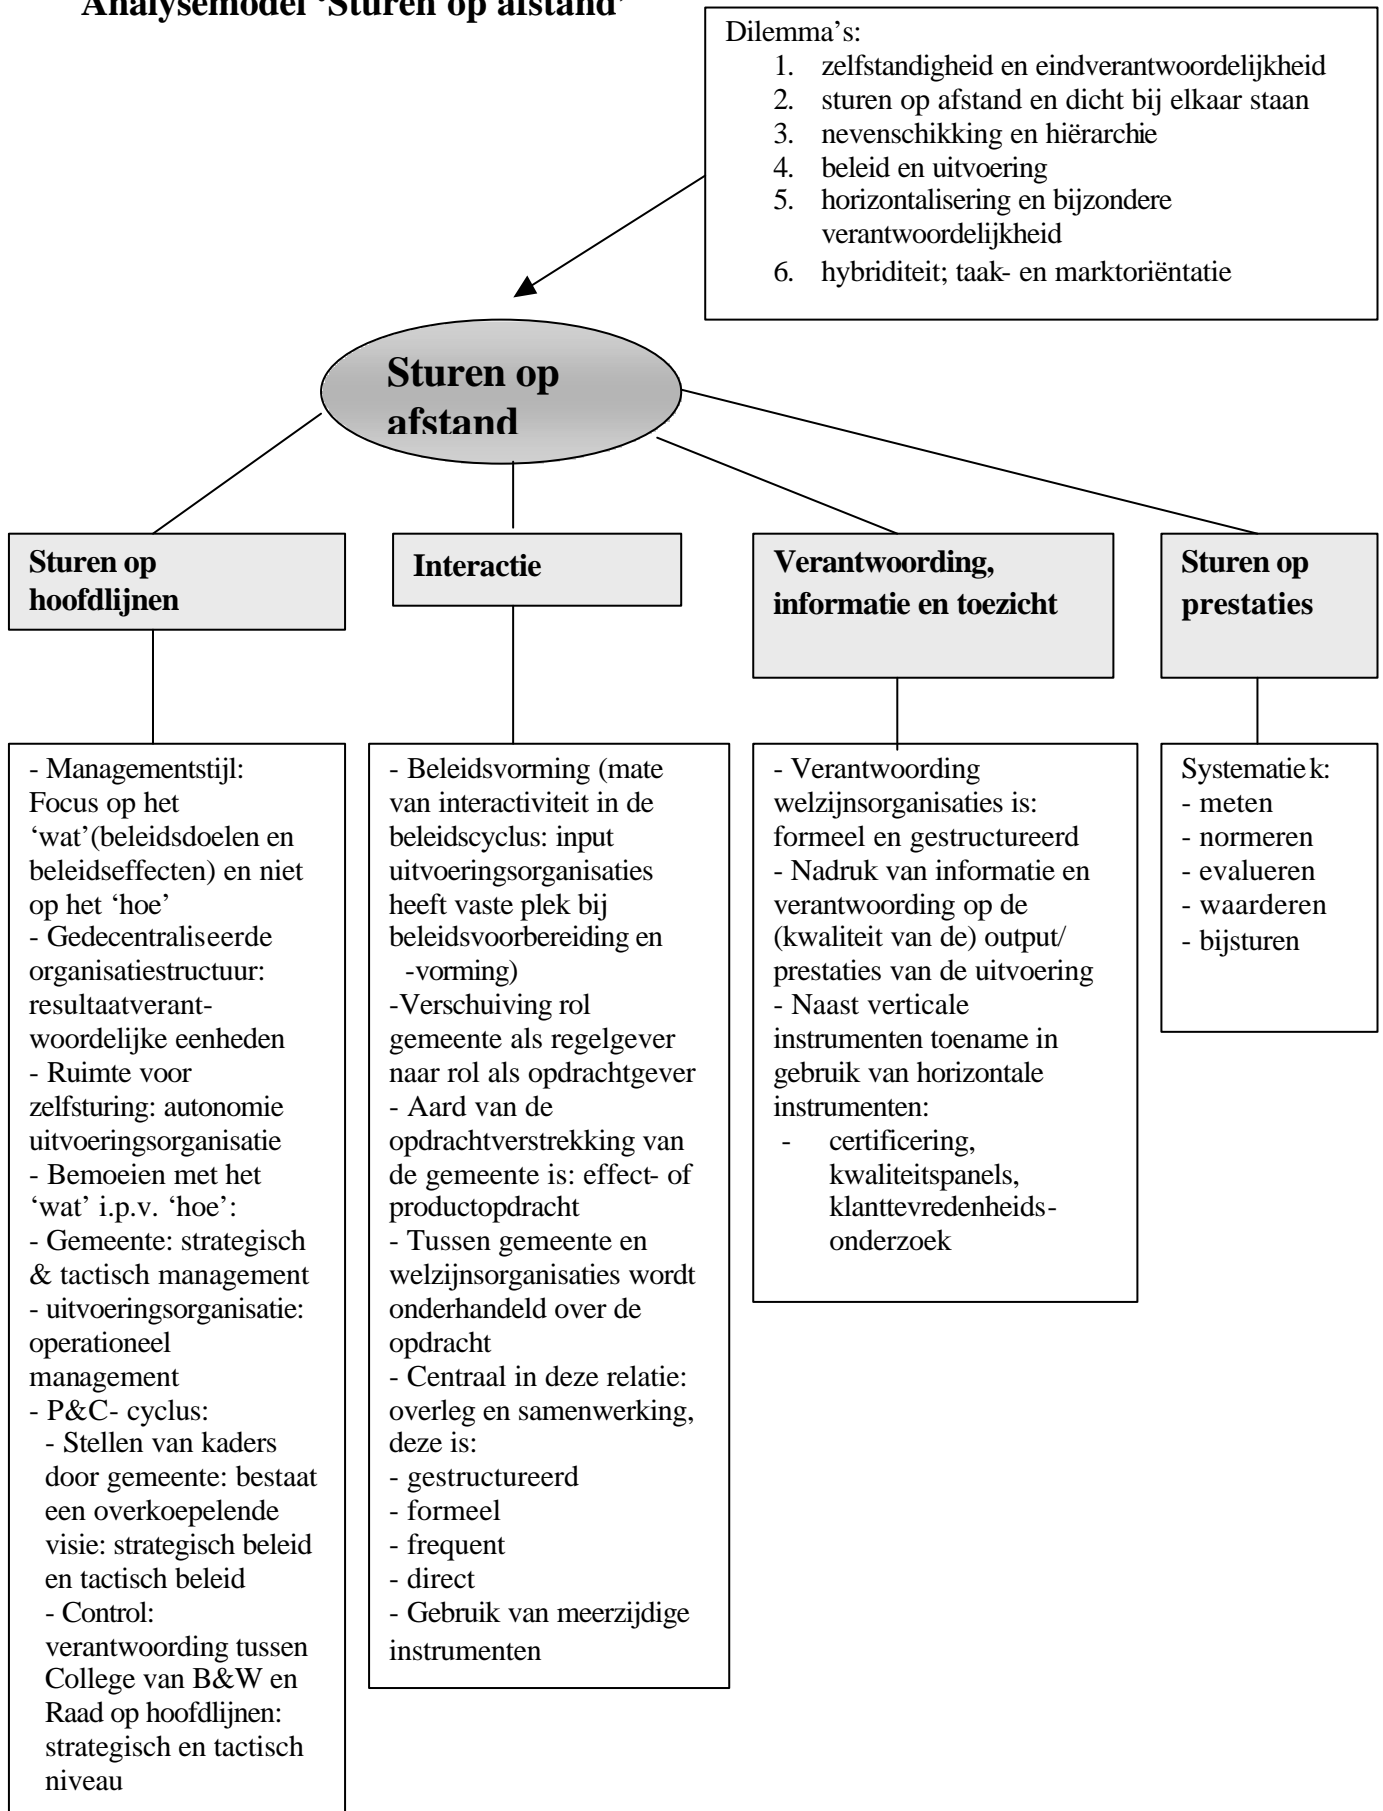 Analysemodel ‘Sturen op afstand’
Dilemma’s:
1. zelfstandigheid en eindverantwoordelijkheid
2. sturen op afstand en dicht bij elkaar staan
3. nevenschikking en hiërarchie
4. beleid en uitvoering
5. horizontalisering en bijzondere
verantwoordelijkheid
6. hybriditeit; taak- en marktoriëntatie
Sturen op
afstand
Sturen op
hoofdlijnen
Interactie
Verantwoording,
informatie en toezicht
Sturen op
prestaties
- Managementstijl:
Focus op het
‘wat’(beleidsdoelen en
beleidseffecten) en niet
op het ‘hoe’
- Gedecentraliseerde
organisatiestructuur:
resultaatverant-
woordelijke eenheden
- Ruimte voor
zelfsturing: autonomie
uitvoeringsorganisatie
- Bemoeien met het
‘wat’ i.p.v. ‘hoe’:
- Gemeente: strategisch
& tactisch management
- uitvoeringsorganisatie:
operationeel
management
- P&C- cyclus:
- Stellen van kaders
door gemeente: bestaat
een overkoepelende
visie: strategisch beleid
en tactisch beleid
- Control:
verantwoording tussen
College van B&W en
Raad op hoofdlijnen:
strategisch en tactisch
niveau
- Beleidsvorming (mate
van interactiviteit in de
beleidscyclus: input
uitvoeringsorganisaties
heeft vaste plek bij
beleidsvoorbereiding en
-vorming)
-Verschuiving rol
gemeente als regelgever
naar rol als opdrachtgever
- Aard van de
opdrachtverstrekking van
de gemeente is: effect- of
productopdracht
- Tussen gemeente en
welzijnsorganisaties wordt
onderhandeld over de
opdracht
- Centraal in deze relatie:
overleg en samenwerking,
deze is:
- gestructureerd
- formeel
- frequent
- direct
- Gebruik van meerzijdige
instrumenten
- Verantwoording
welzijnsorganisaties is:
formeel en gestructureerd
- Nadruk van informatie en
verantwoording op de
(kwaliteit van de) output/
prestaties van de uitvoering
- Naast verticale
instrumenten toename in
gebruik van horizontale
instrumenten:
- certificering,
kwaliteitspanels,
klanttevredenheids-
onderzoek
Systematiek:
- meten
- normeren
- evalueren
- waarderen
- bijsturen